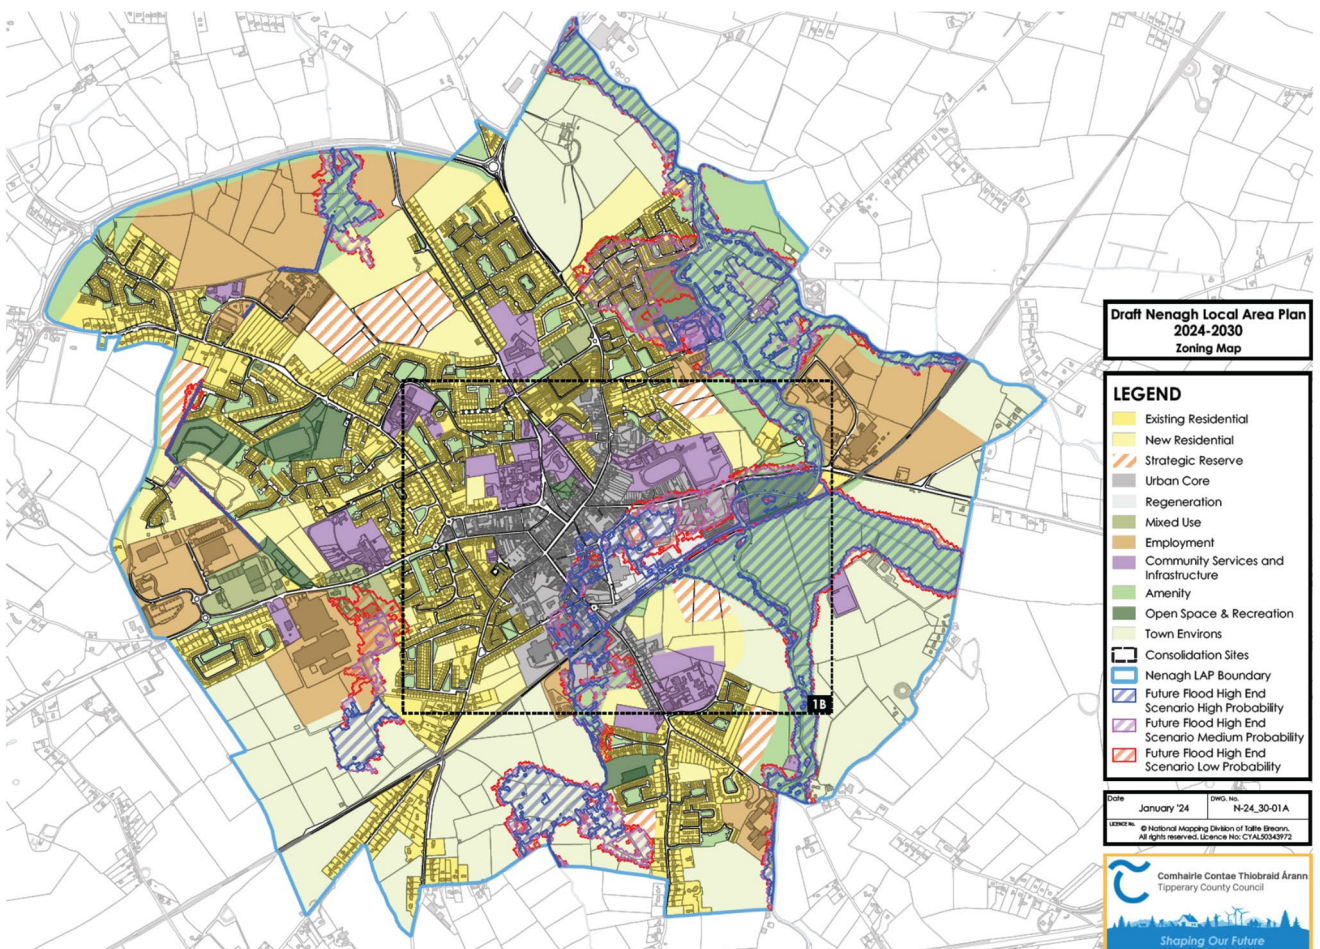 Draft Nenagh Local Area Plan
2024-2030
Zoning Map
LEGEND
Existing Residential
New Residential
Strategic Reserve
Urban Core
Regeneration
Mixed Use
Employment
Community Services and
Infrastructure
Amenity
Open Space & Recreation
Town Environs
Consolidation Sites
Nenagh LAP Boundary
Future Flood High End
Scenario High Probability
Future Flood High End
Scenario Medium Probability
Future Flood High End
Scenario Low Probability
1B
Date
January '24
DWG. No.
N-24_30-01A
LICENCE No.
© National Mapping Division of Tailte Éireann.
All rights reserved. Licence No: CYAL50343972
Comhairle Contae Thiobraid Árann
Tipperary County Council
Shaping Our Future